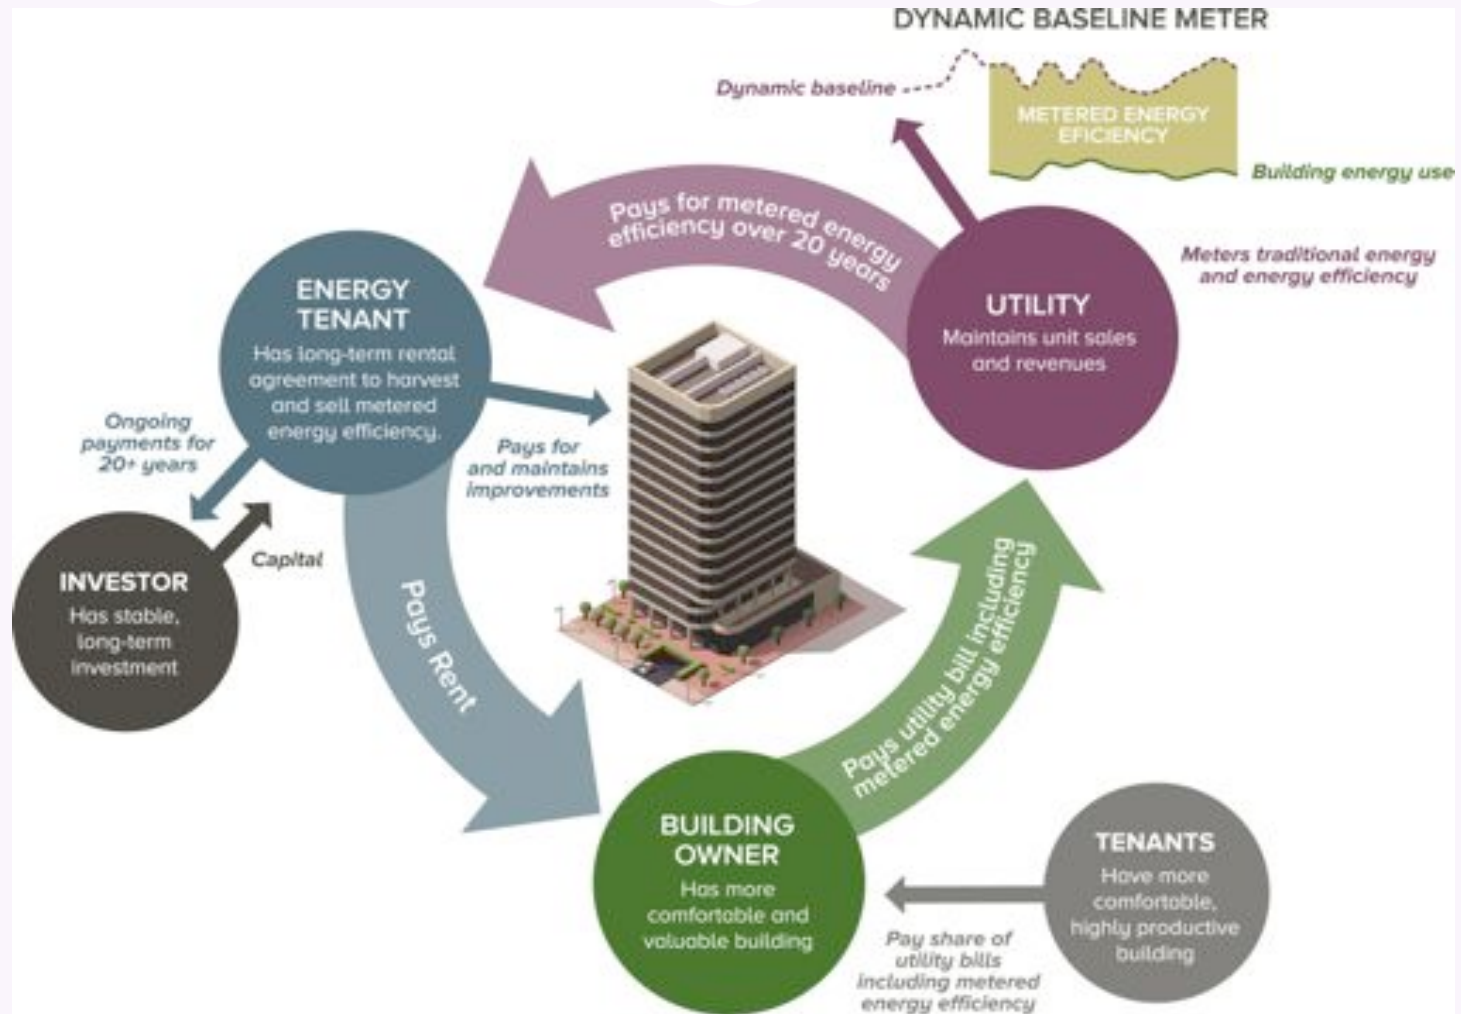 DYNAMIC BASELINE METER
Dynamic baseline
METERED ENERGY
EFICIENCY
Building energy use
Meters traditional energy
and energy efficiency
Pays for metered energy
efficiency over 20 years
UTILITY
Maintains unit sales
and revenues
ENERGY
TENANT
Has long-term rental
agreement to harvest
and sell metered
energy efficiency.
Pays for
and maintains
improvements
Ongoing
payments for
20+ years
Capital
INVESTOR
Has stable,
long-term
investment
Pays Rent
Pays utility bill including
metered energy efficiency
BUILDING
OWNER
Has more
comfortable and
valuable building
TENANTS
Have more
comfortable,
highly productive
building
Pay share of
utility bills
including metered
energy efficiency